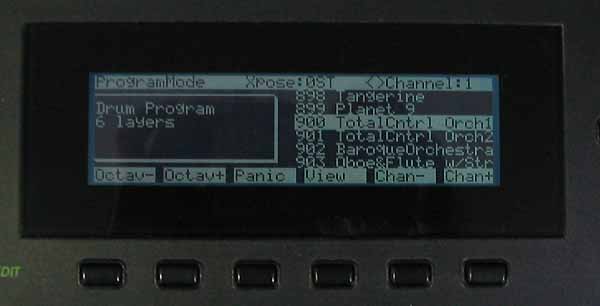 ProgramMode Xpose:0ST <>Channel:1
Drum Program
6 layers
898 Tangerine
899 Planet 9
900 TotalCntrl Orch1
901 TotalCntrl Orch2
902 BaroqueOrchestra
903 Oboe&Flute w/Str
Octav- Octav+ Panic View Chan- Chan+
EDIT